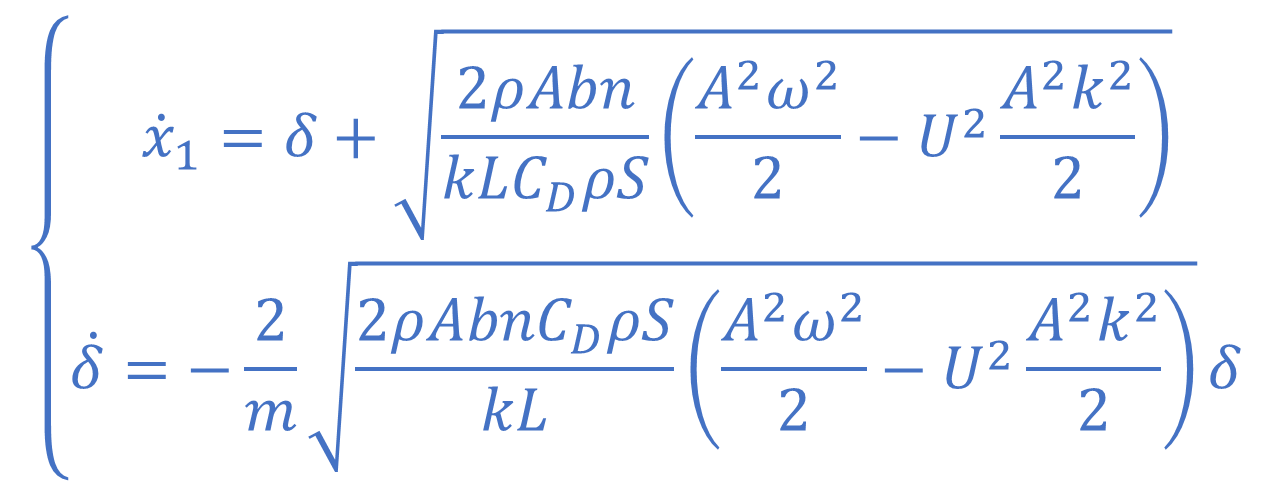 ẋ₁ = δ + √(2ρAbn/(kLC_DρS) (A²ω²/2 − U² A²k²/2))
δ̇ = − 2/m √(2ρAbnC_DρS/(kL) (A²ω²/2 − U² A²k²/2)) δ